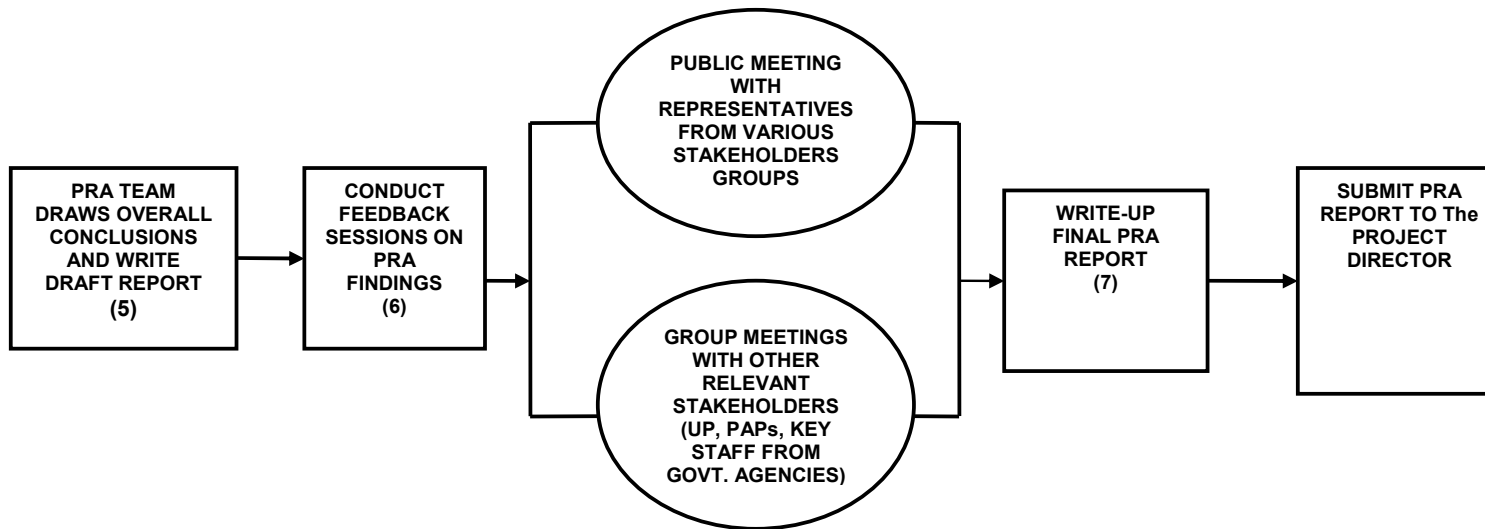 PRA TEAM
DRAWS OVERALL
CONCLUSIONS
AND WRITE
DRAFT REPORT
(5)
CONDUCT
FEEDBACK
SESSIONS ON
PRA
FINDINGS
(6)
PUBLIC MEETING
WITH
REPRESENTATIVES
FROM VARIOUS
STAKEHOLDERS
GROUPS
GROUP MEETINGS
WITH OTHER
RELEVANT
STAKEHOLDERS
(UP, PAPs, KEY
STAFF FROM
GOVT. AGENCIES)
WRITE-UP
FINAL PRA
REPORT
(7)
SUBMIT PRA
REPORT TO The
PROJECT
DIRECTOR